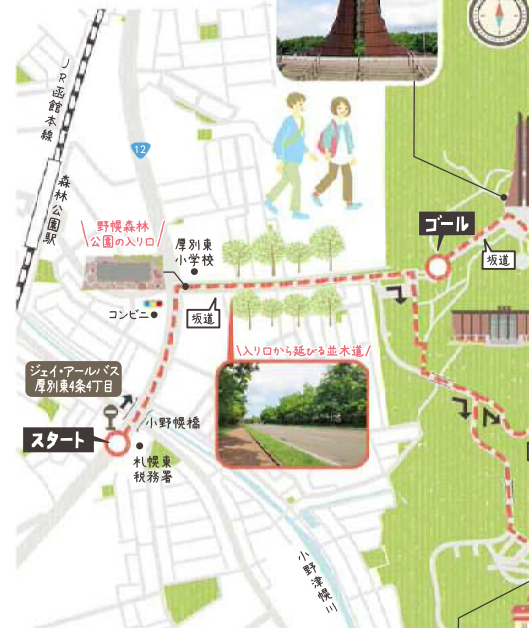 JR函館本線
森林公園駅
12
野幌森林
公園の入り口
厚別東
小学校
ゴール
坂道
コンビニ
坂道
入り口から延びる並木道
ジェイ・アールバス
厚別東4条4丁目
小野幌橋
スタート
札幌東
税務署
小野津幌川